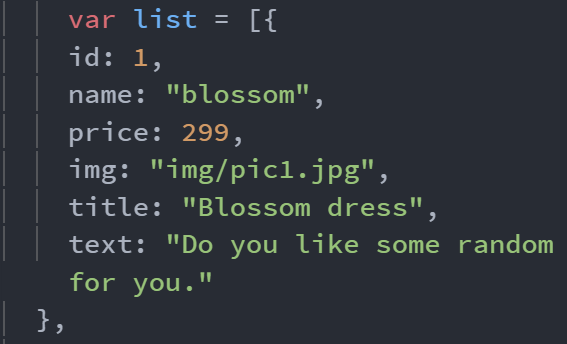 var list = [{
id: 1,
name: "blossom",
price: 299,
img: "img/pic1.jpg",
title: "Blossom dress",
text: "Do you like some random
for you."
},